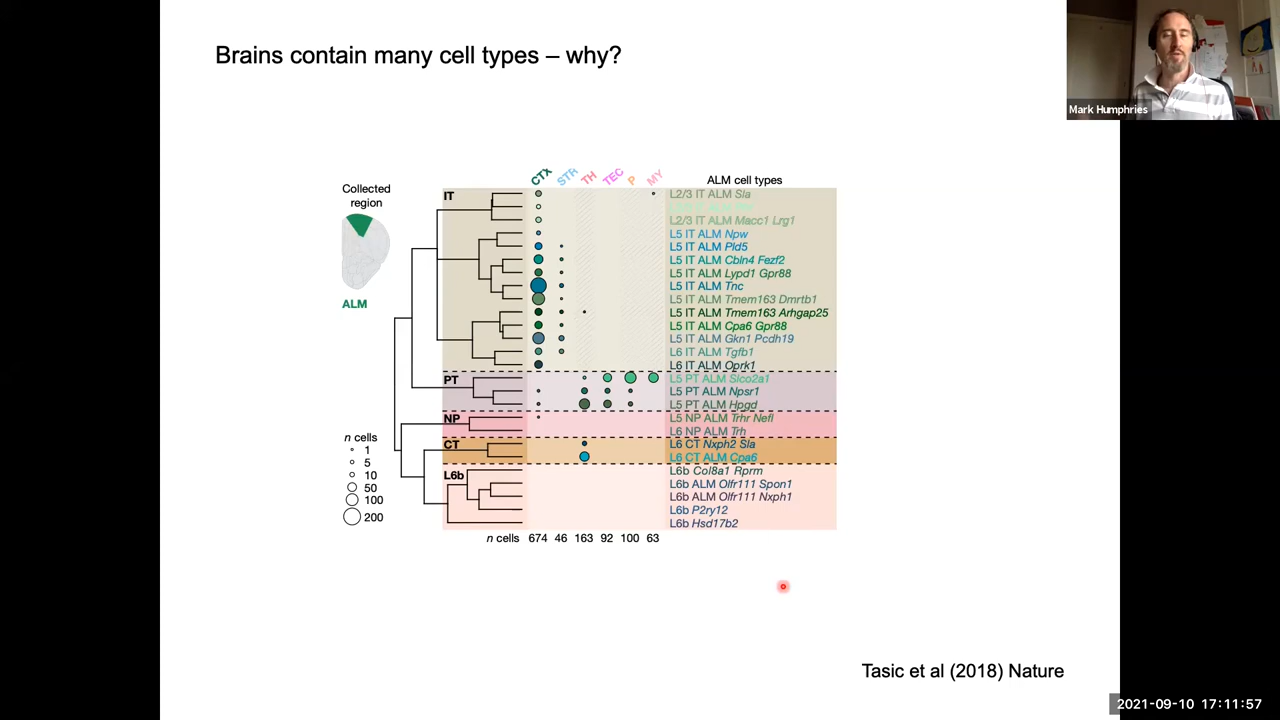 Brains contain many cell types – why?
Mark Humphries
Collected
region
ALM
CTX STR TH TEC P MY
ALM cell types
IT
L2/3 IT ALM Sla
L2/3 IT ALM Macc1 Lrg1
L5 IT ALM Npw
L5 IT ALM Pld5
L5 IT ALM Cbln4 Fezf2
L5 IT ALM Lypd1 Gpr88
L5 IT ALM Tnc
L5 IT ALM Tmem163 Dmrtb1
L5 IT ALM Tmem163 Arhgap25
L5 IT ALM Cpa6 Gpr88
L5 IT ALM Gkn1 Pcdh19
L6 IT ALM Tgfb1
L6 IT ALM Oprk1
PT
L5 PT ALM Slco2a1
L5 PT ALM Npsr1
L5 PT ALM Hpgd
NP
L5 NP ALM Trhr Nefl
L6 NP ALM Trh
CT
L6 CT Nxph2 Sla
L6 CT ALM Cpa6
L6b
L6b Col8a1 Rprm
L6b ALM Olfr111 Spon1
L6b ALM Olfr111 Nxph1
L6b P2ry12
L6b Hsd17b2
n cells
1
5
10
50
100
200
n cells 674 46 163 92 100 63
Tasic et al (2018) Nature
2021-09-10 17:11:57